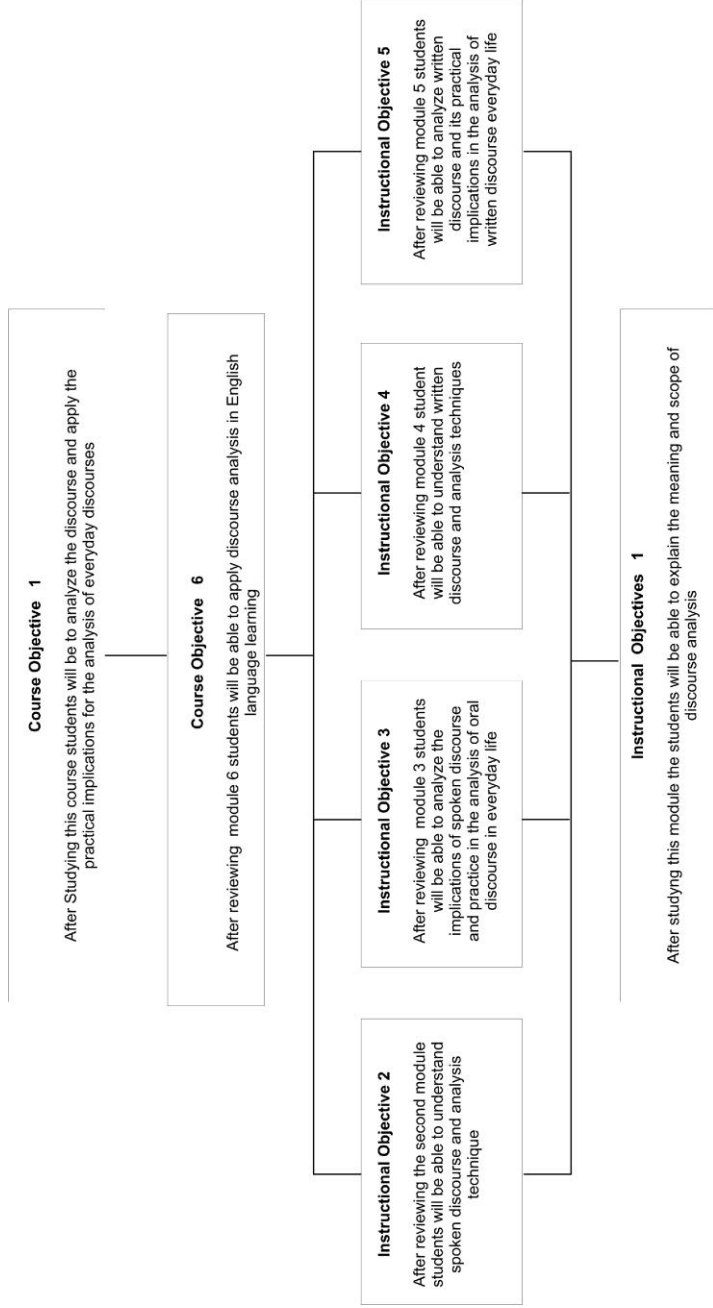 Course Objective 1
After Studying this course students will be to analyze the discourse and apply the
practical implications for the analysis of everyday discourses
Course Objective 6
After reviewing module 6 students will be able to apply discourse analysis in English
language learning
Instructional Objective 2
After reviewing the second module
students will be able to understand
spoken discourse and analysis
technique
Instructional Objective 3
After reviewing module 3 students
will be able to analyze the
implications of spoken discourse
and practice in the analysis of oral
discourse in everyday life
Instructional Objective 4
After reviewing module 4 student
will be able to understand written
discourse and analysis techniques
Instructional Objective 5
After reviewing module 5 students
will be able to analyze written
discourse and its practical
implications in the analysis of
written discourse everyday life
Instructional Objectives 1
After studyng this module the students will be able to explain the meaning and scope of
discourse analysis